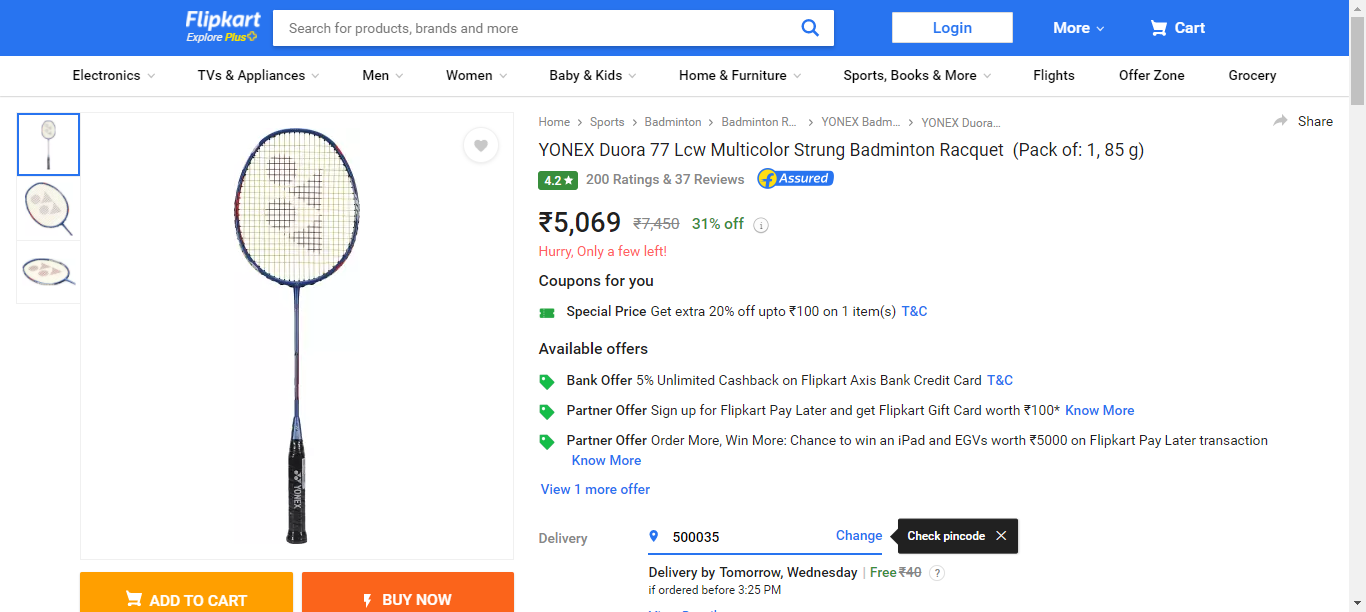 Flipkart
Explore Plus
Search for products, brands and more
Login
More
Cart
Electronics
TVs & Appliances
Men
Women
Baby & Kids
Home & Furniture
Sports, Books & More
Flights
Offer Zone
Grocery
Home > Sports > Badminton > Badminton R... > YONEX Badm... > YONEX Duora...
Share
YONEX Duora 77 Lcw Multicolor Strung Badminton Racquet (Pack of: 1, 85 g)
4.2★ 200 Ratings & 37 Reviews Assured
₹5,069 ₹7,450 31% off
Hurry, Only a few left!
Coupons for you
Special Price Get extra 20% off upto ₹100 on 1 item(s) T&C
Available offers
Bank Offer 5% Unlimited Cashback on Flipkart Axis Bank Credit Card T&C
Partner Offer Sign up for Flipkart Pay Later and get Flipkart Gift Card worth ₹100* Know More
Partner Offer Order More, Win More: Chance to win an iPad and EGVs worth ₹5000 on Flipkart Pay Later transaction
Know More
View 1 more offer
YONEX
Delivery
500035
Change
Check pincode
Delivery by Tomorrow, Wednesday | Free ₹40 ?
if ordered before 3:25 PM
ADD TO CART
BUY NOW